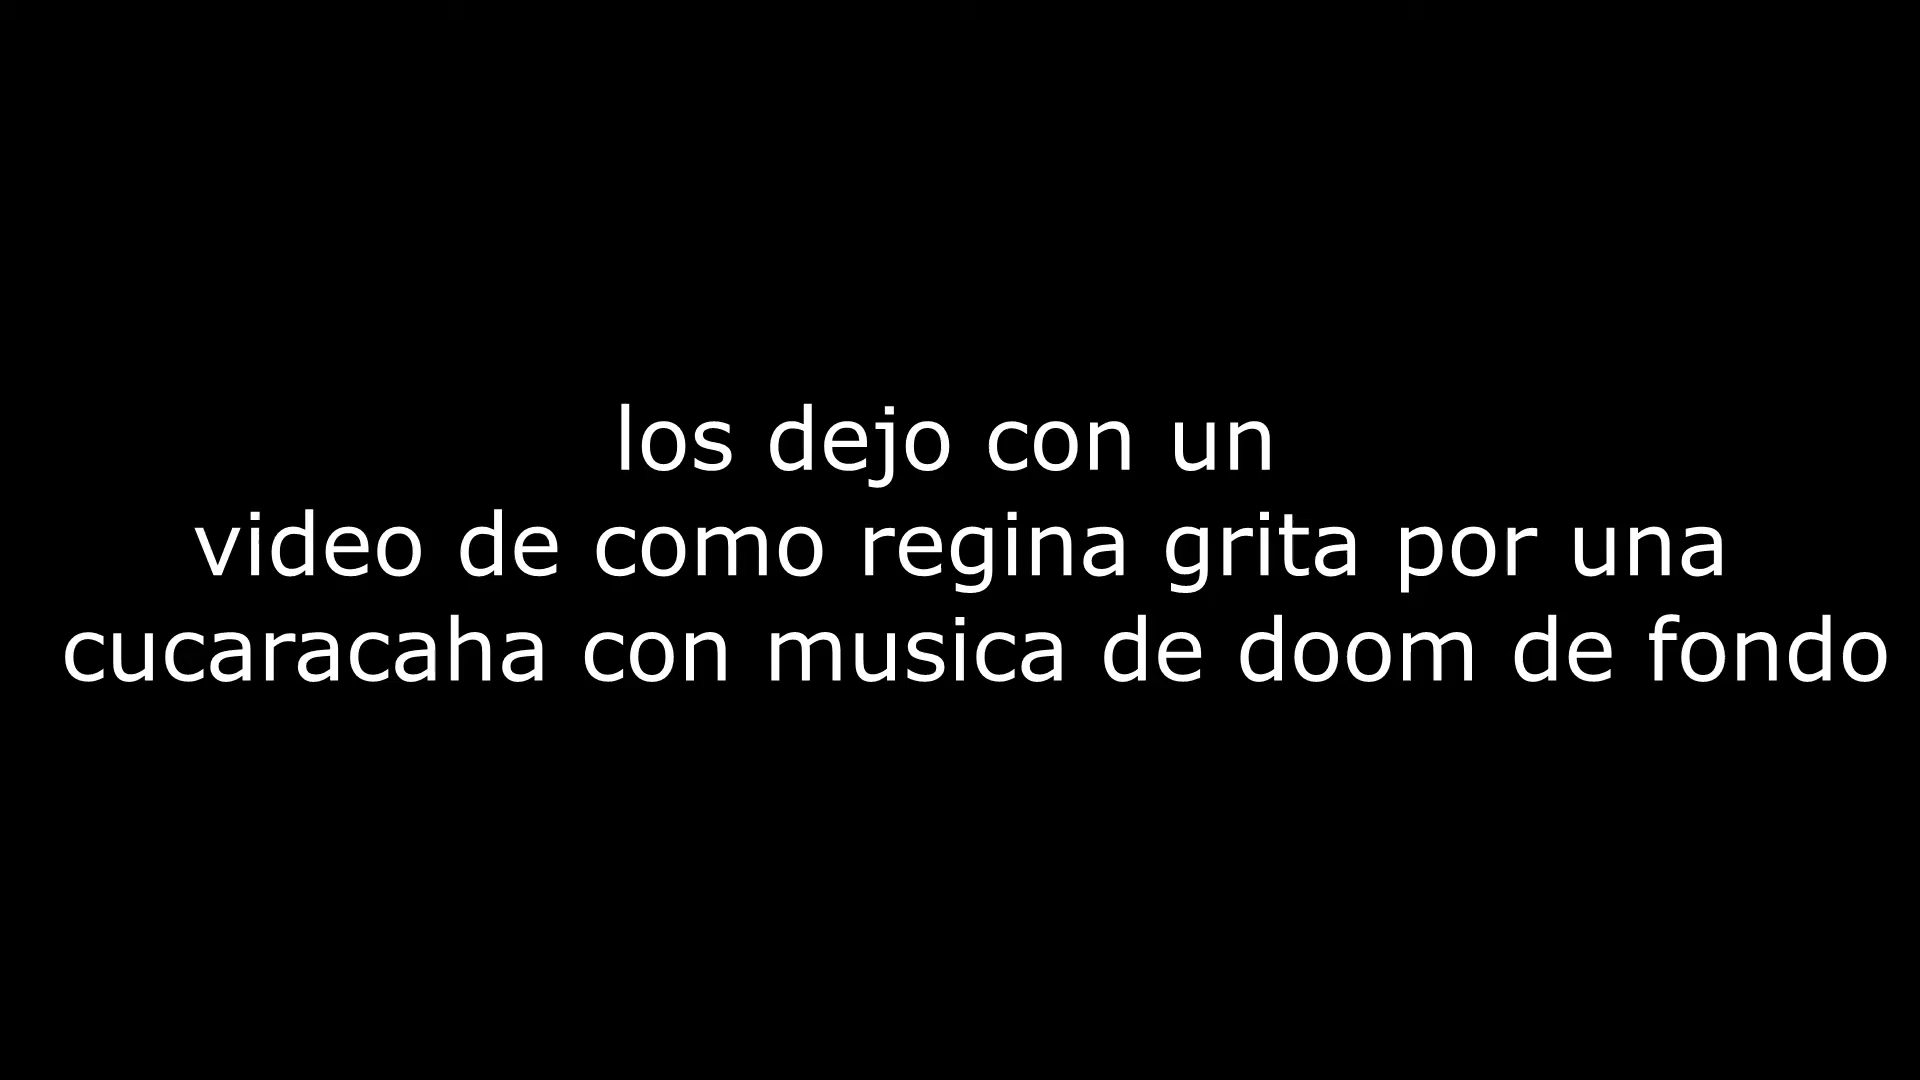 los dejo con un
video de como regina grita por una
cucaracaha con musica de doom de fondo